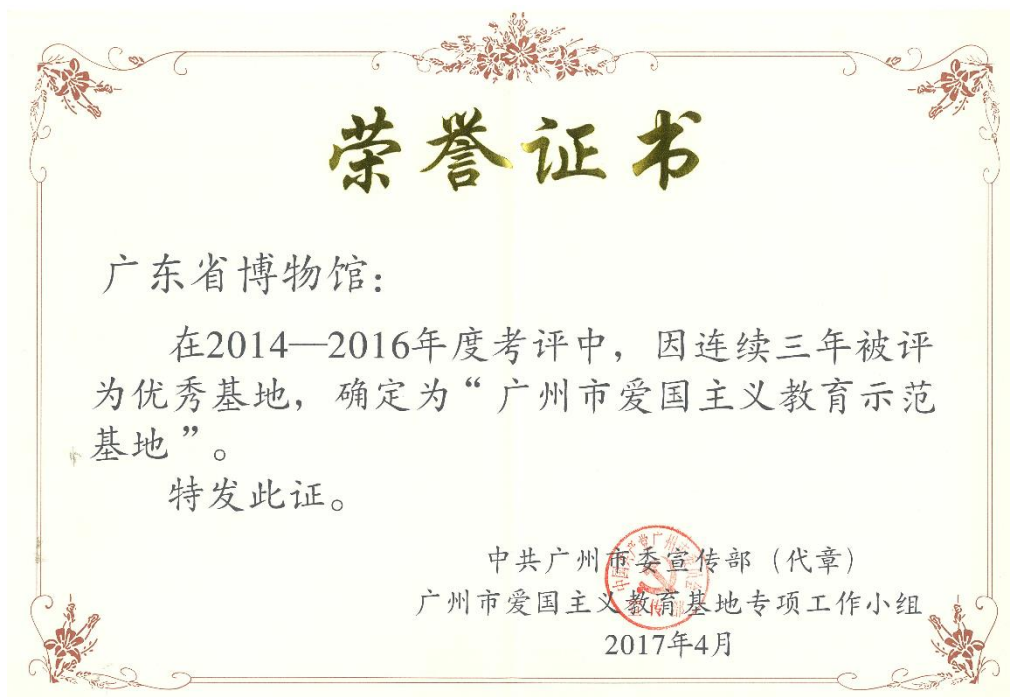 荣誉证书
广东省博物馆：
在2014—2016年度考评中，因连续三年被评
为优秀基地，确定为“广州市爱国主义教育示范
基地”。
特发此证。
中共广州市委宣传部（代章）
广州市爱国主义教育基地专项工作小组
2017年4月